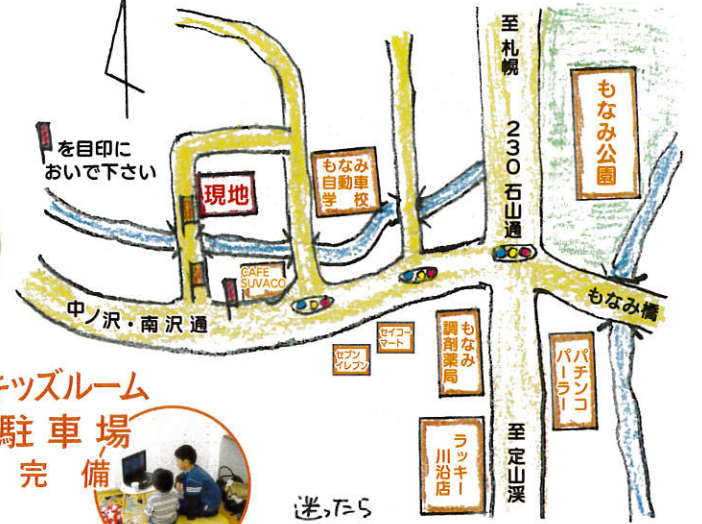 至札幌
230石山通
もなみ公園
を目印に
おいで下さい
現地
もなみ
自動車
学校
CAFE
SUVACO
中ノ沢・南沢通
もなみ橋
セイコー
マート
セブン
イレブン
もなみ
調剤薬局
パチンコ
パーラー
ラッキー
川沿店
至定山渓
キッズルーム
駐車場
完備
迷ったら